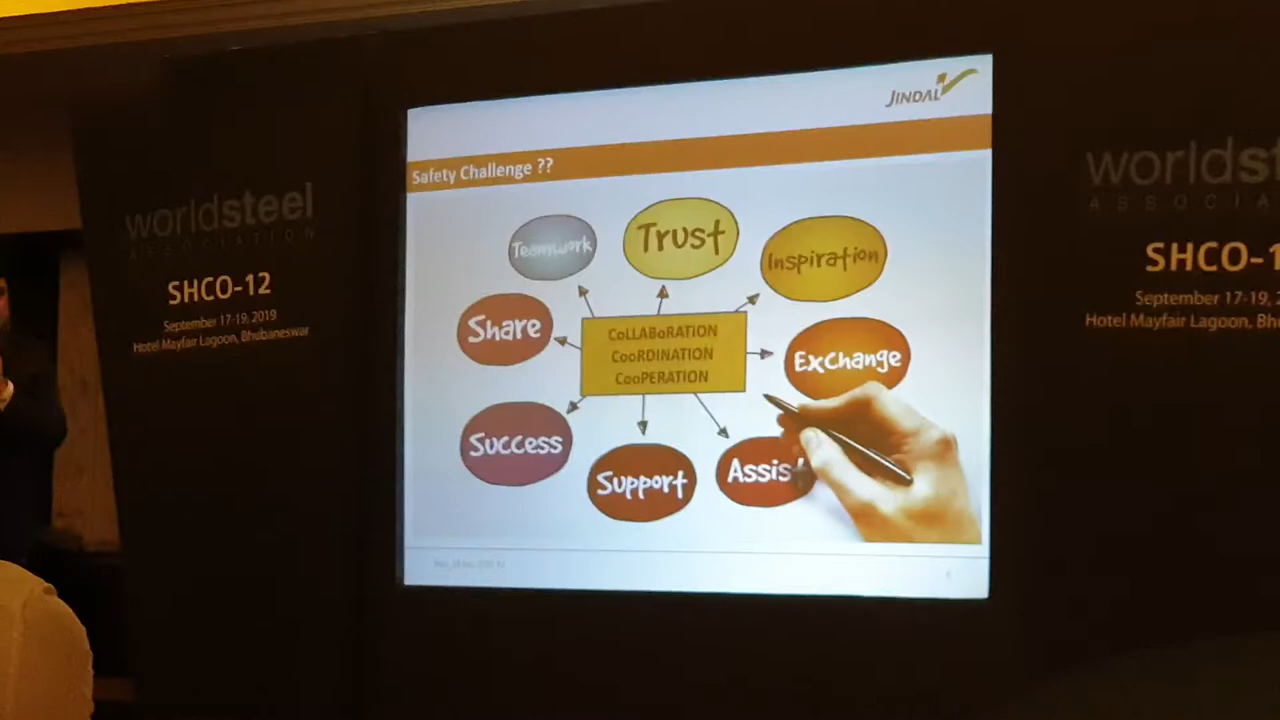 worldsteel
ASSOCIATION
SHCO-12
September 17-19, 2019
Hotel Mayfair Lagoon, Bhubaneswar
JINDAL
Safety Challenge ??
Teamwork
Trust
Inspiration
Share
CoLLABoRATION
CooRDINATION
CooPERATION
Exchange
Success
Support
Assist
worldst
ASSOCIA
SHCO-1
September 17-19,
Hotel Mayfair Lagoon, Bh